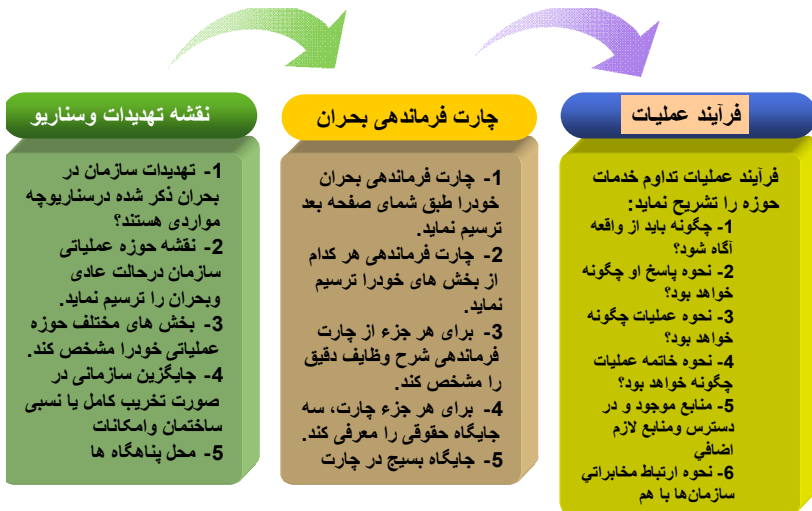 نقشه تهدیدات وسناریو
1- تهدیدات سازمان در
بحران ذکر شده درسناریوچه
مواردی هستند؟
2- نقشه حوزه عملیاتی
سازمان درحالت عادی
وبحران را ترسیم نماید.
3- بخش های مختلف حوزه
عملیاتی خودرا مشخص کند.
4- جایگزین سازمانی در
صورت تخریب کامل یا نسبی
ساختمان وامکانات
5- محل پناهگاه ها
چارت فرماندهی بحران
1- چارت فرماندهی بحران
خودرا طبق شمای صفحه بعد
ترسیم نماید.
2- چارت فرماندهی هر کدام
از بخش های خودرا ترسیم
نماید.
3- برای هر جزء از چارت
فرماندهی شرح وظایف دقیق
را مشخص کند.
4- برای هر جزء چارت، سه
جایگاه حقوقی را معرفی کند.
5- جایگاه بسیج در چارت
فرآیند عملیات
فرآیند عملیات تداوم خدمات
حوزه را تشریح نماید:
1- چگونه باید از واقعه
آگاه شود؟
2- نحوه پاسخ او چگونه
خواهد بود؟
3- نحوه عملیات چگونه
خواهد بود؟
4- نحوه خاتمه عملیات
چگونه خواهد بود؟
5- منابع موجود و در
دسترس ومنابع لازم
اضافي
6- نحوه ارتباط مخابراتي
سازمان‌ها با هم